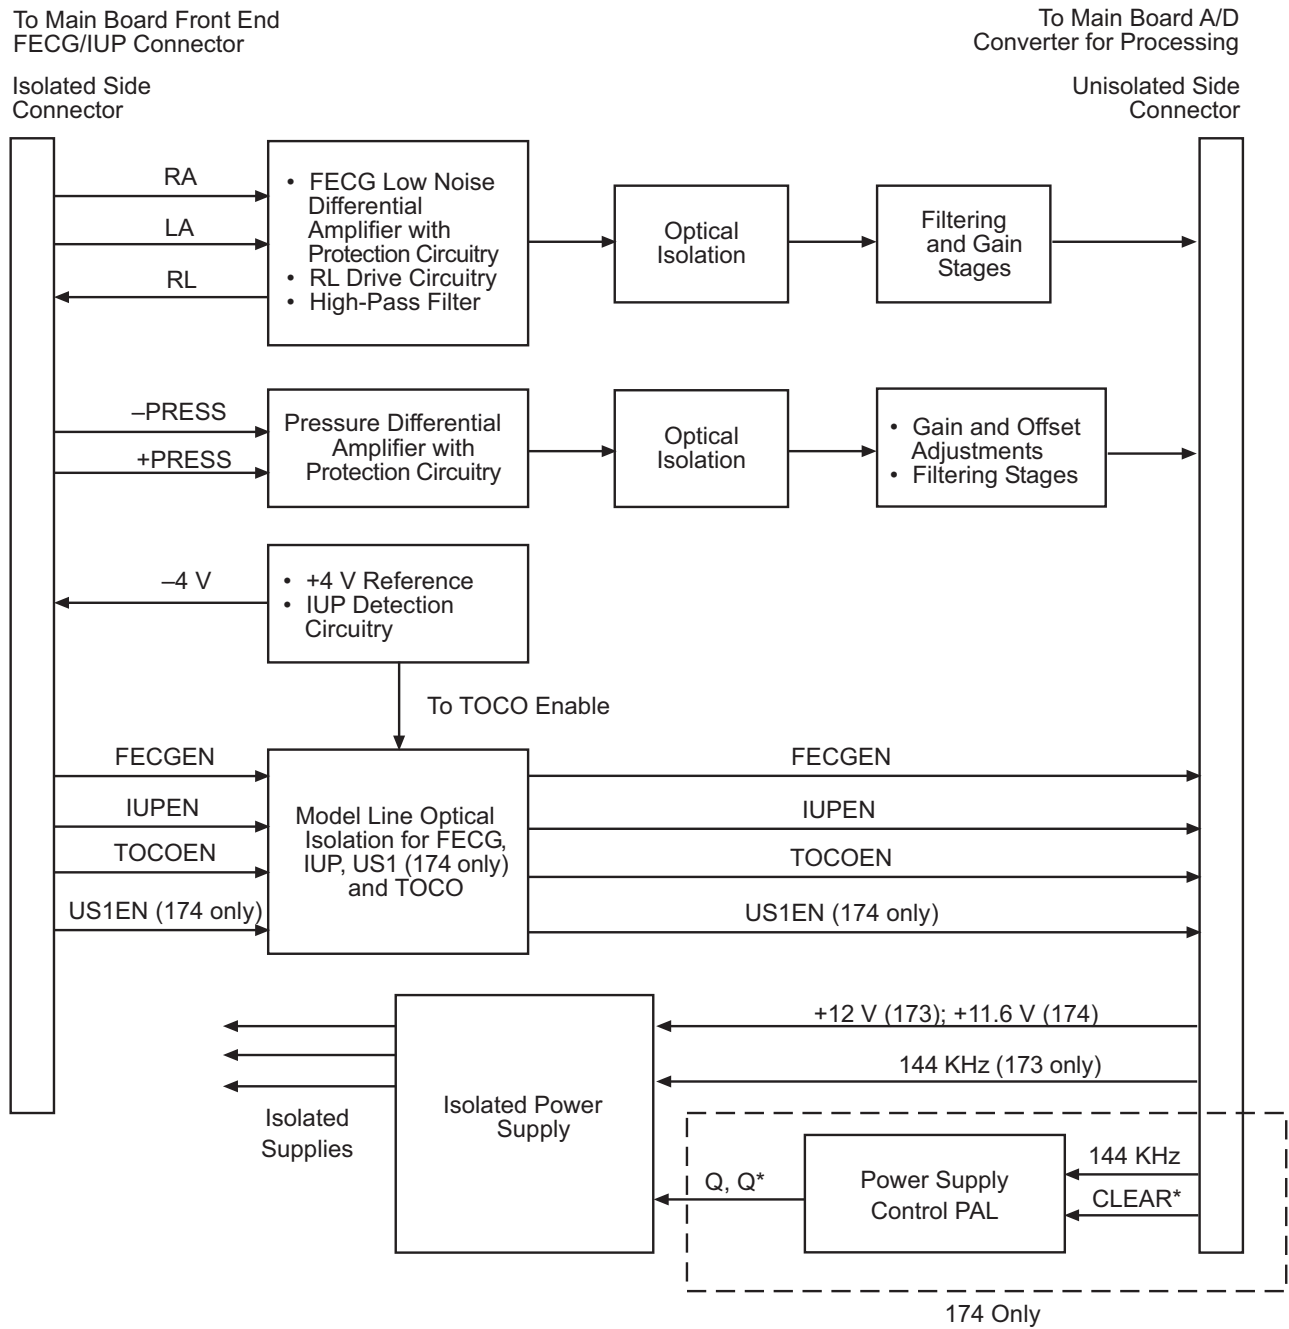 To Main Board Front End
FECG/IUP Connector
To Main Board A/D
Converter for Processing
Isolated Side
Connector
Unisolated Side
Connector
RA
LA
RL
• FECG Low Noise
Differential
Amplifier with
Protection Circuitry
• RL Drive Circuitry
• High-Pass Filter
Optical
Isolation
Filtering
and Gain
Stages
–PRESS
+PRESS
Pressure Differential
Amplifier with
Protection Circuitry
Optical
Isolation
• Gain and Offset
Adjustments
• Filtering Stages
–4 V
• +4 V Reference
• IUP Detection
Circuitry
To TOCO Enable
FECGEN
IUPEN
TOCOEN
US1EN (174 only)
Model Line Optical
Isolation for FECG,
IUP, US1 (174 only)
and TOCO
FECGEN
IUPEN
TOCOEN
US1EN (174 only)
+12 V (173); +11.6 V (174)
144 KHz (173 only)
Isolated
Supplies
Isolated Power
Supply
Q, Q*
Power Supply
Control PAL
144 KHz
CLEAR*
174 Only